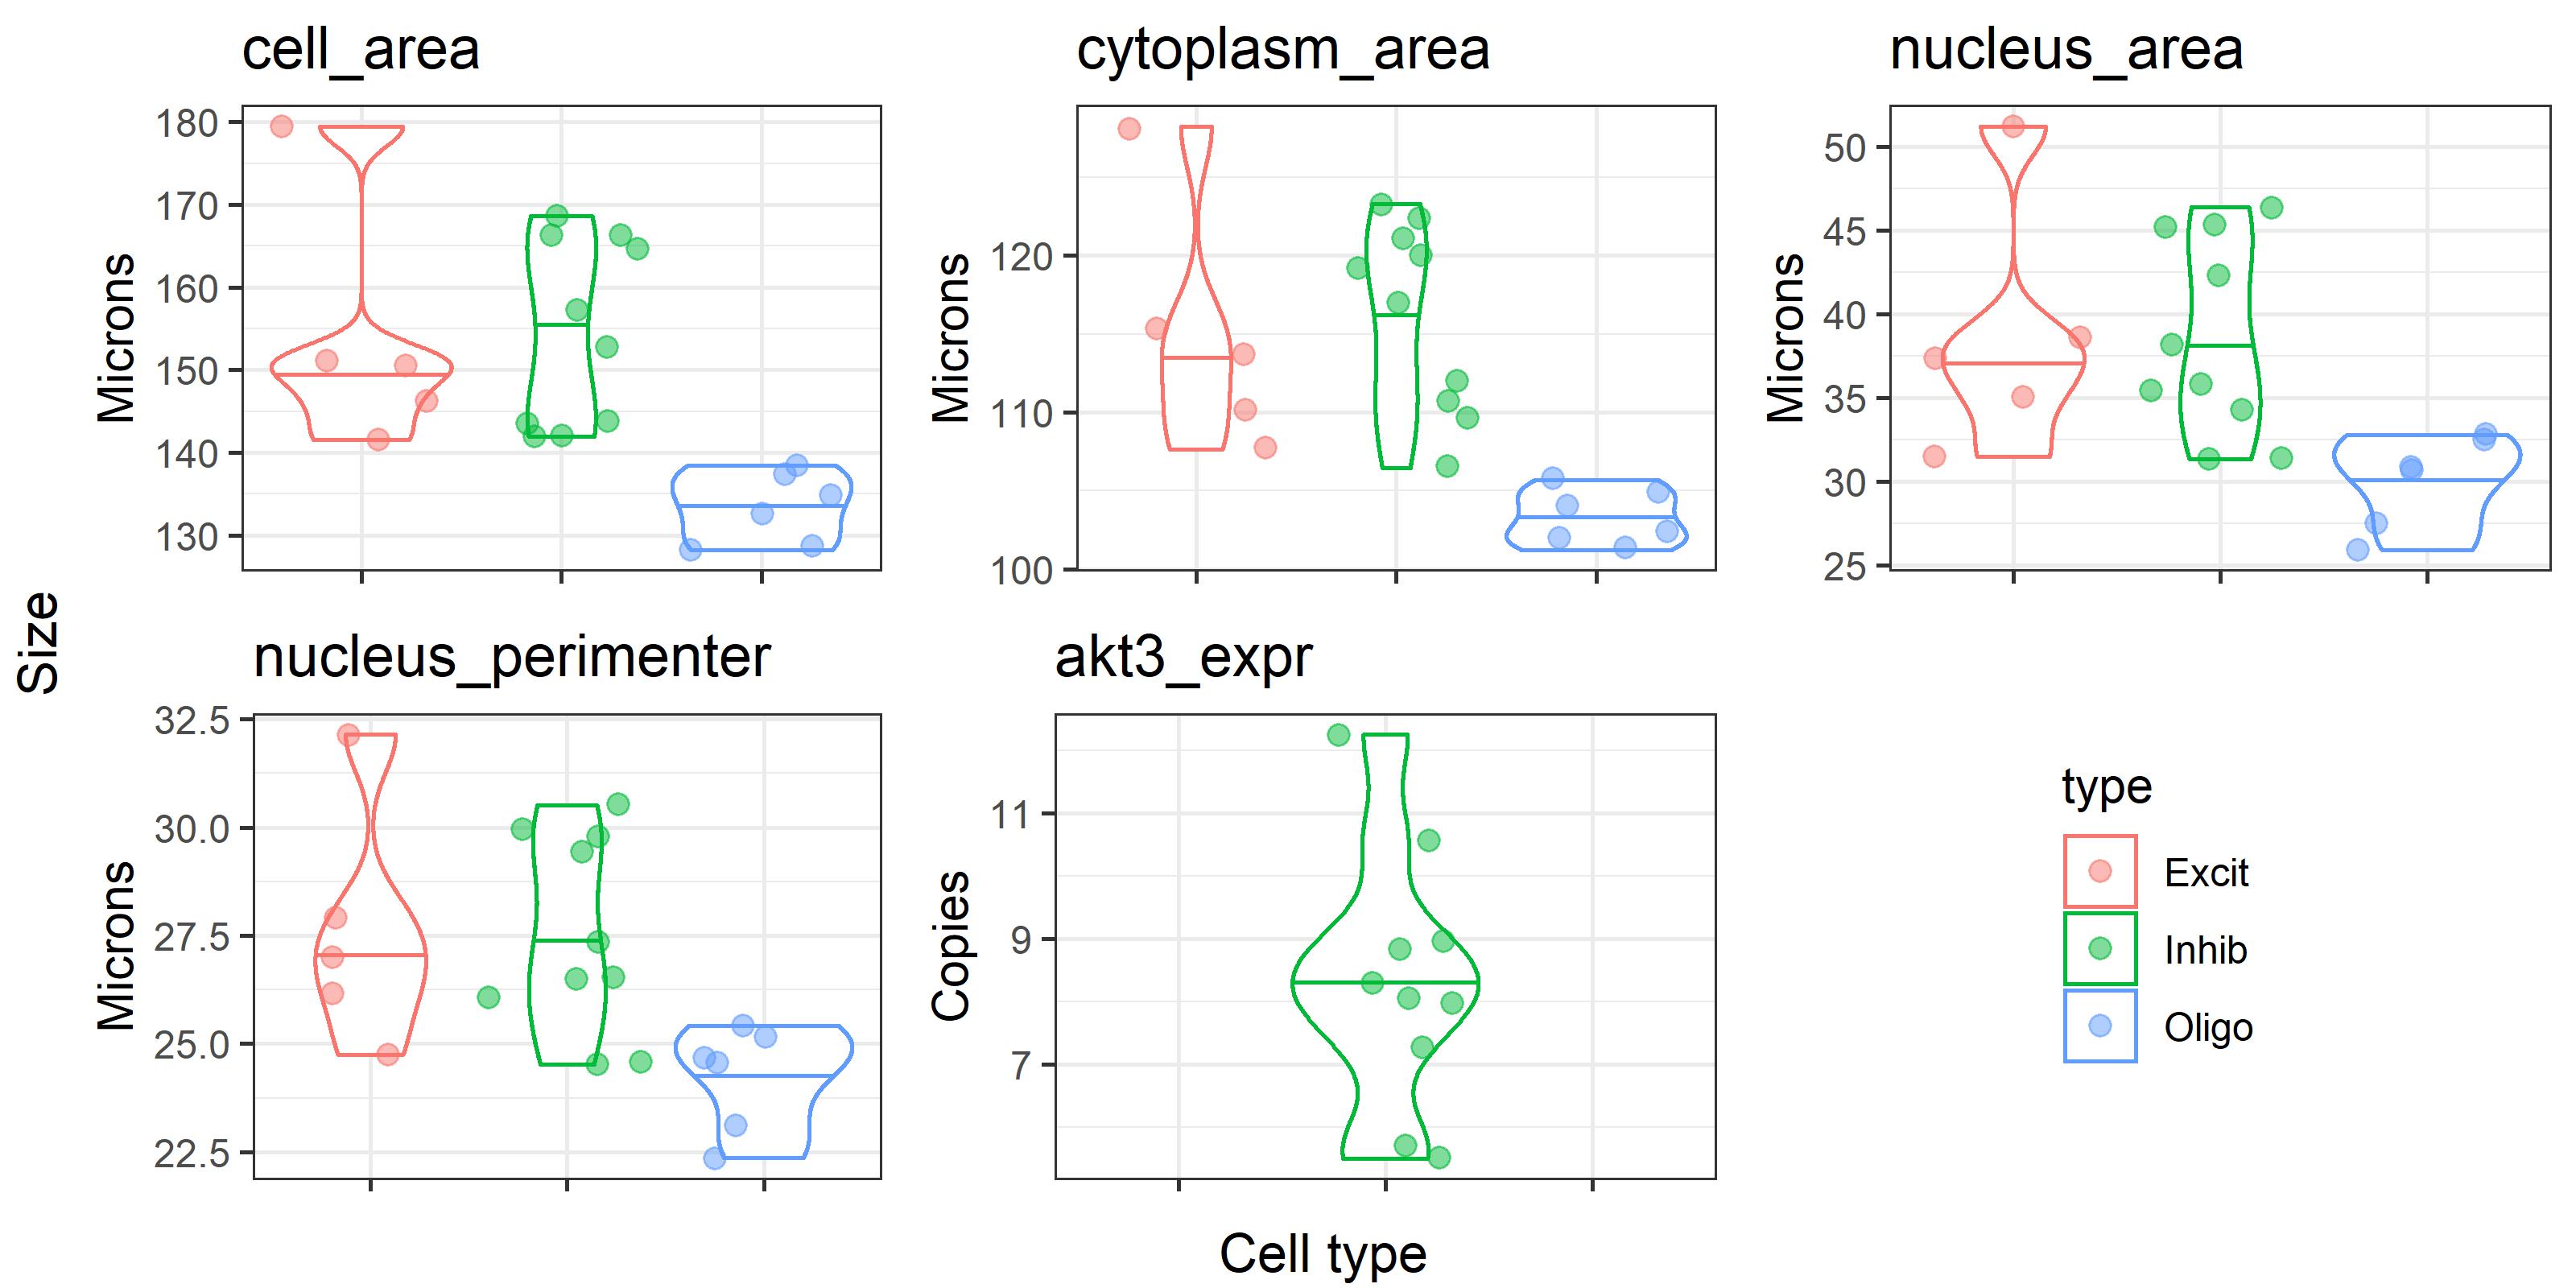 cell_area
180
170
160
150
140
130
Microns
cytoplasm_area
120
110
100
Microns
nucleus_area
50
45
40
35
30
25
Microns
Size
nucleus_perimenter
32.5
30.0
27.5
25.0
22.5
Microns
akt3_expr
11
9
7
Copies
type
Excit
Inhib
Oligo
Cell type